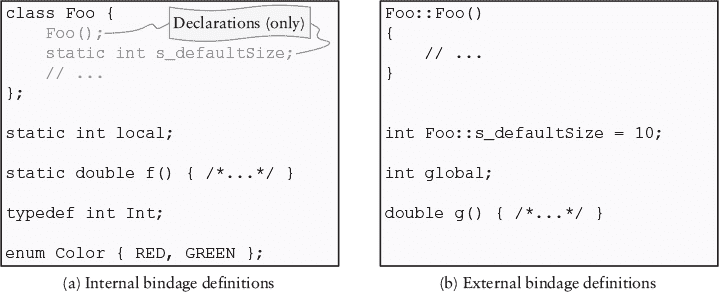 class Foo {
Foo();
Declarations (only)
static int s_defaultSize;
// ...
};
static int local;
static double f() { /*...*/ }
typedef int Int;
enum Color { RED, GREEN };
(a) Internal bindage definitions
Foo::Foo()
{
// ...
}
int Foo::s_defaultSize = 10;
int global;
double g() { /*...*/ }
(b) External bindage definitions